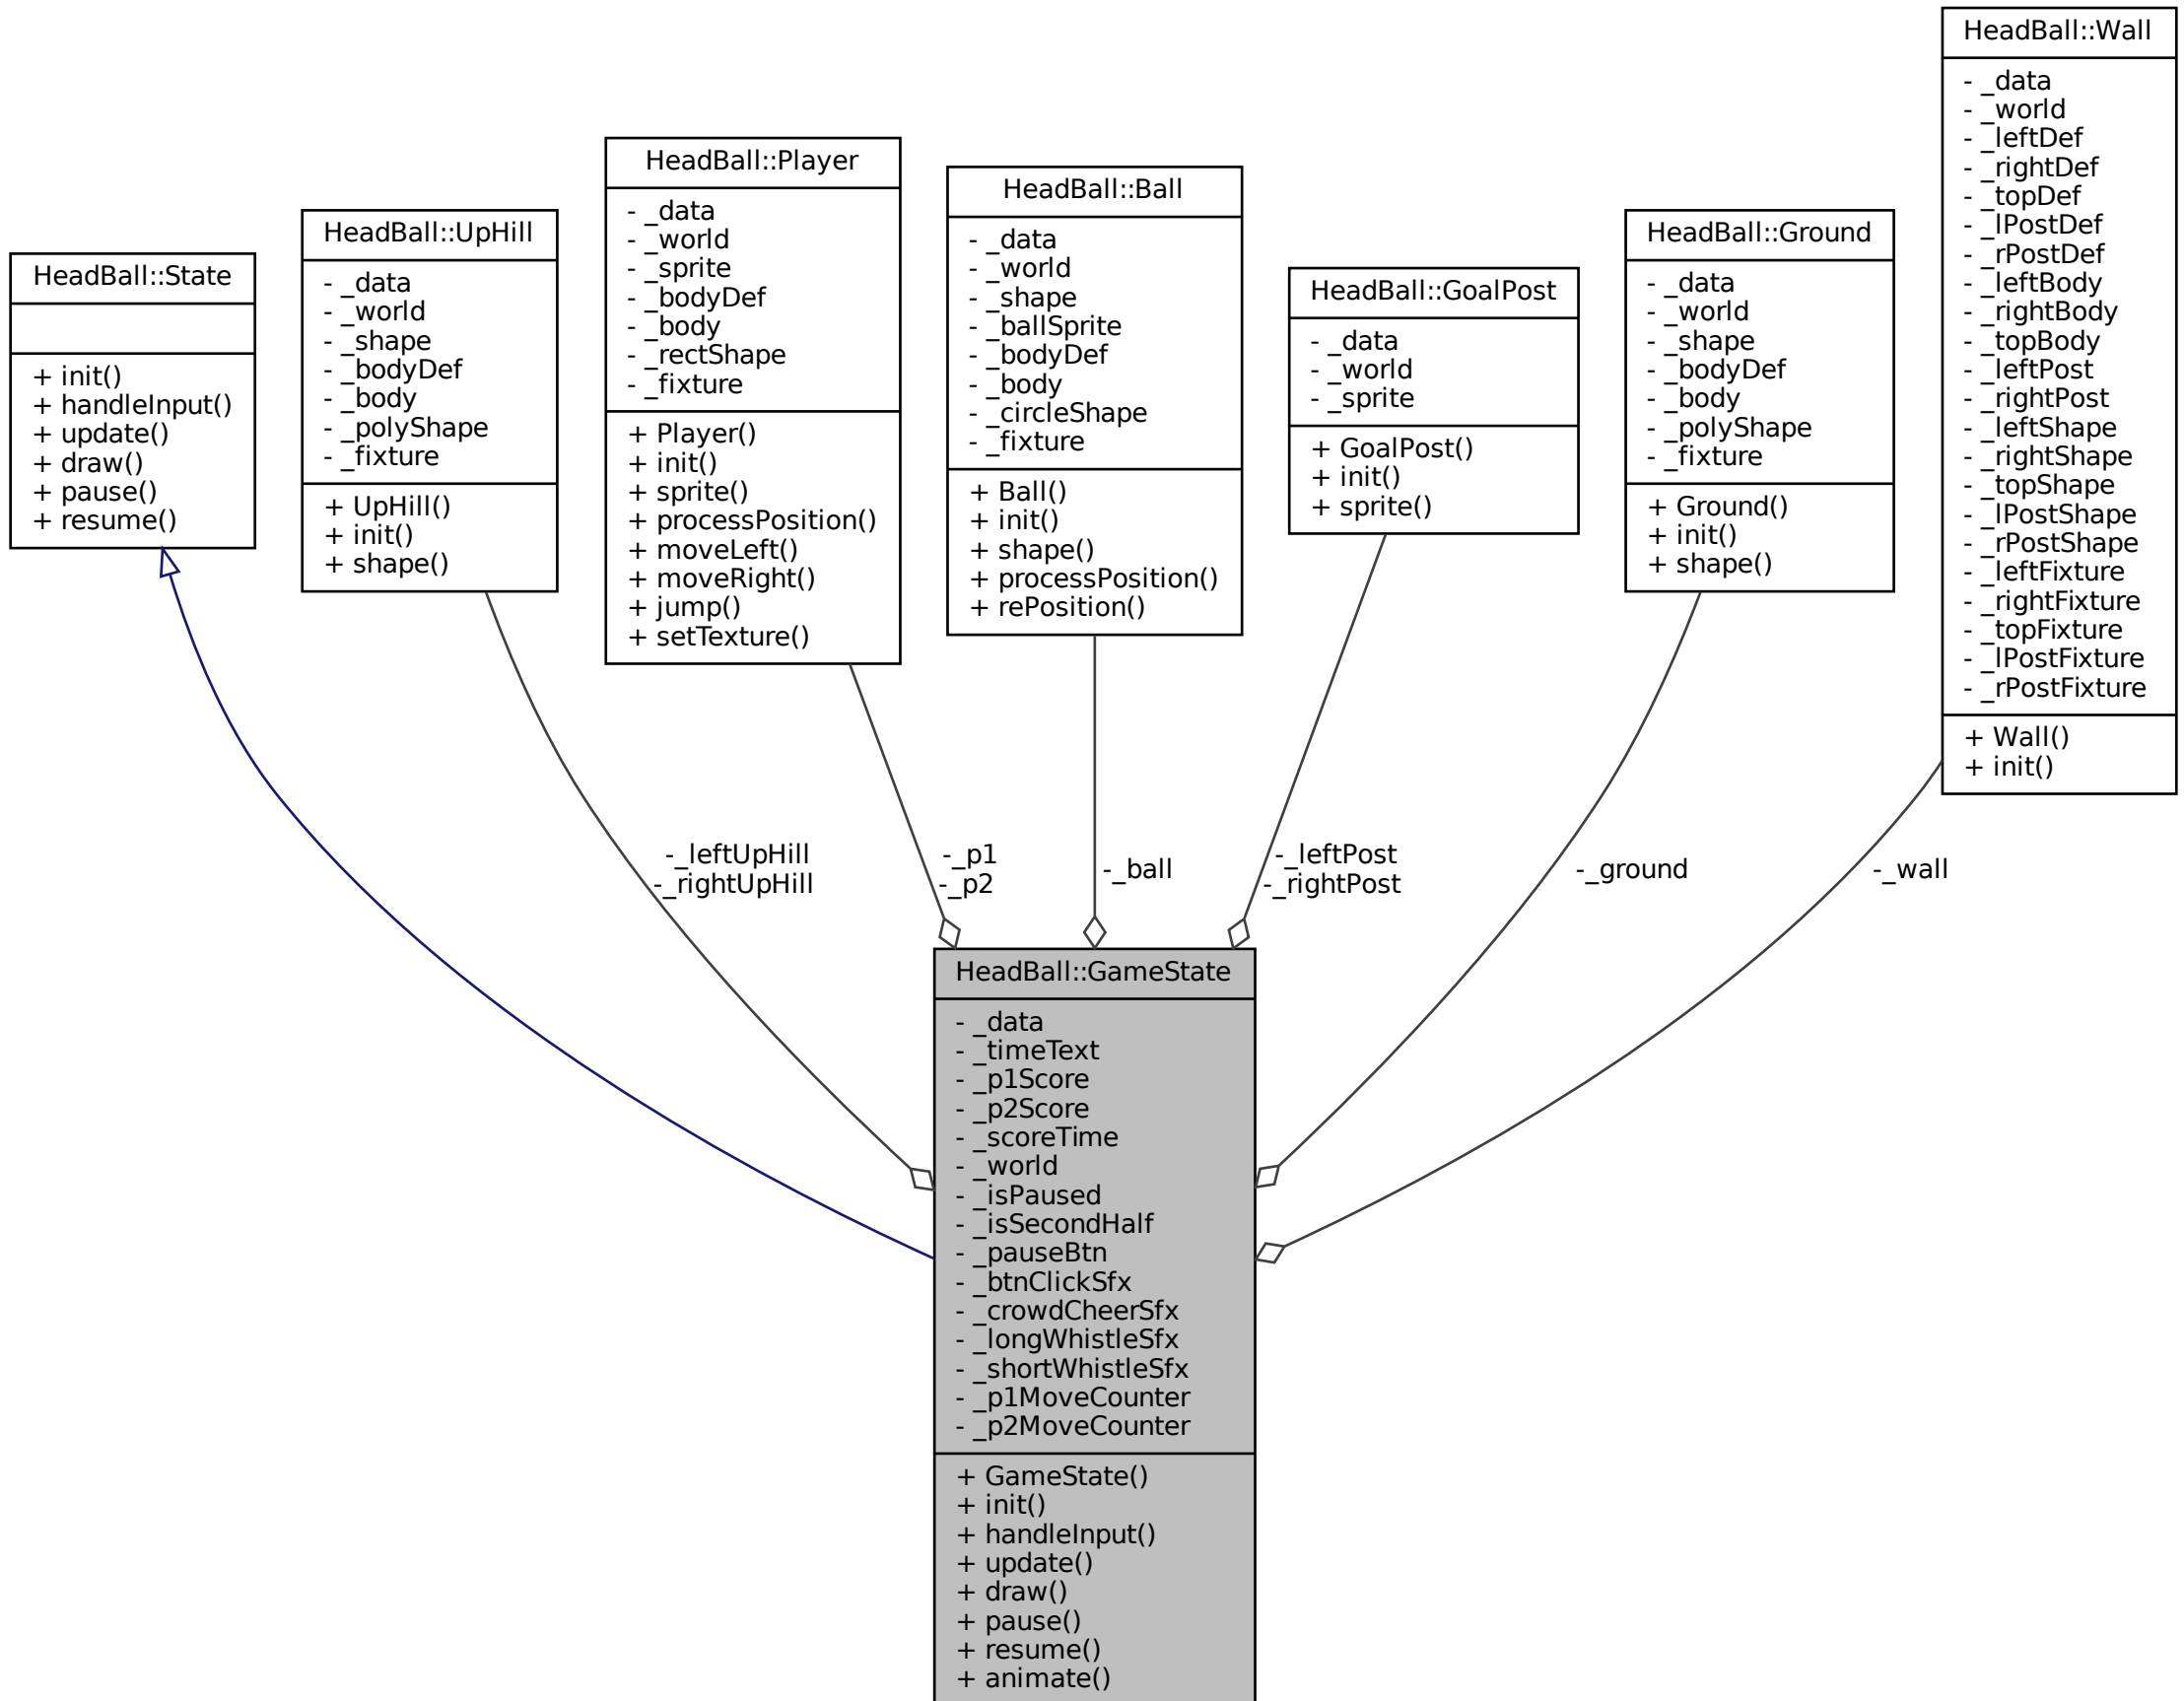 HeadBall::State
+ init()
+ handleInput()
+ update()
+ draw()
+ pause()
+ resume()
HeadBall::UpHill
- _data
- _world
- _shape
- _bodyDef
- _body
- _polyShape
- _fixture
+ UpHill()
+ init()
+ shape()
HeadBall::Player
- _data
- _world
- _sprite
- _bodyDef
- _body
- _rectShape
- _fixture
+ Player()
+ init()
+ sprite()
+ processPosition()
+ moveLeft()
+ moveRight()
+ jump()
+ setTexture()
HeadBall::Ball
- _data
- _world
- _shape
- _ballSprite
- _bodyDef
- _body
- _circleShape
- _fixture
+ Ball()
+ init()
+ shape()
+ processPosition()
+ rePosition()
HeadBall::GoalPost
- _data
- _world
- _sprite
+ GoalPost()
+ init()
+ sprite()
HeadBall::Ground
- _data
- _world
- _shape
- _bodyDef
- _body
- _polyShape
- _fixture
+ Ground()
+ init()
+ shape()
HeadBall::Wall
- _data
- _world
- _leftDef
- _rightDef
- _topDef
- _lPostDef
- _rPostDef
- _leftBody
- _rightBody
- _topBody
- _leftPost
- _rightPost
- _leftShape
- _rightShape
- _topShape
- _lPostShape
- _rPostShape
- _leftFixture
- _rightFixture
- _topFixture
- _lPostFixture
- _rPostFixture
+ Wall()
+ init()
-_leftUpHill
-_rightUpHill
-_p1
-_p2
-_ball
-_leftPost
-_rightPost
-_ground
-_wall
HeadBall::GameState
- _data
- _timeText
- _p1Score
- _p2Score
- _scoreTime
- _world
- _isPaused
- _isSecondHalf
- _pauseBtn
- _btnClickSfx
- _crowdCheerSfx
- _longWhistleSfx
- _shortWhistleSfx
- _p1MoveCounter
- _p2MoveCounter
+ GameState()
+ init()
+ handleInput()
+ update()
+ draw()
+ pause()
+ resume()
+ animate()